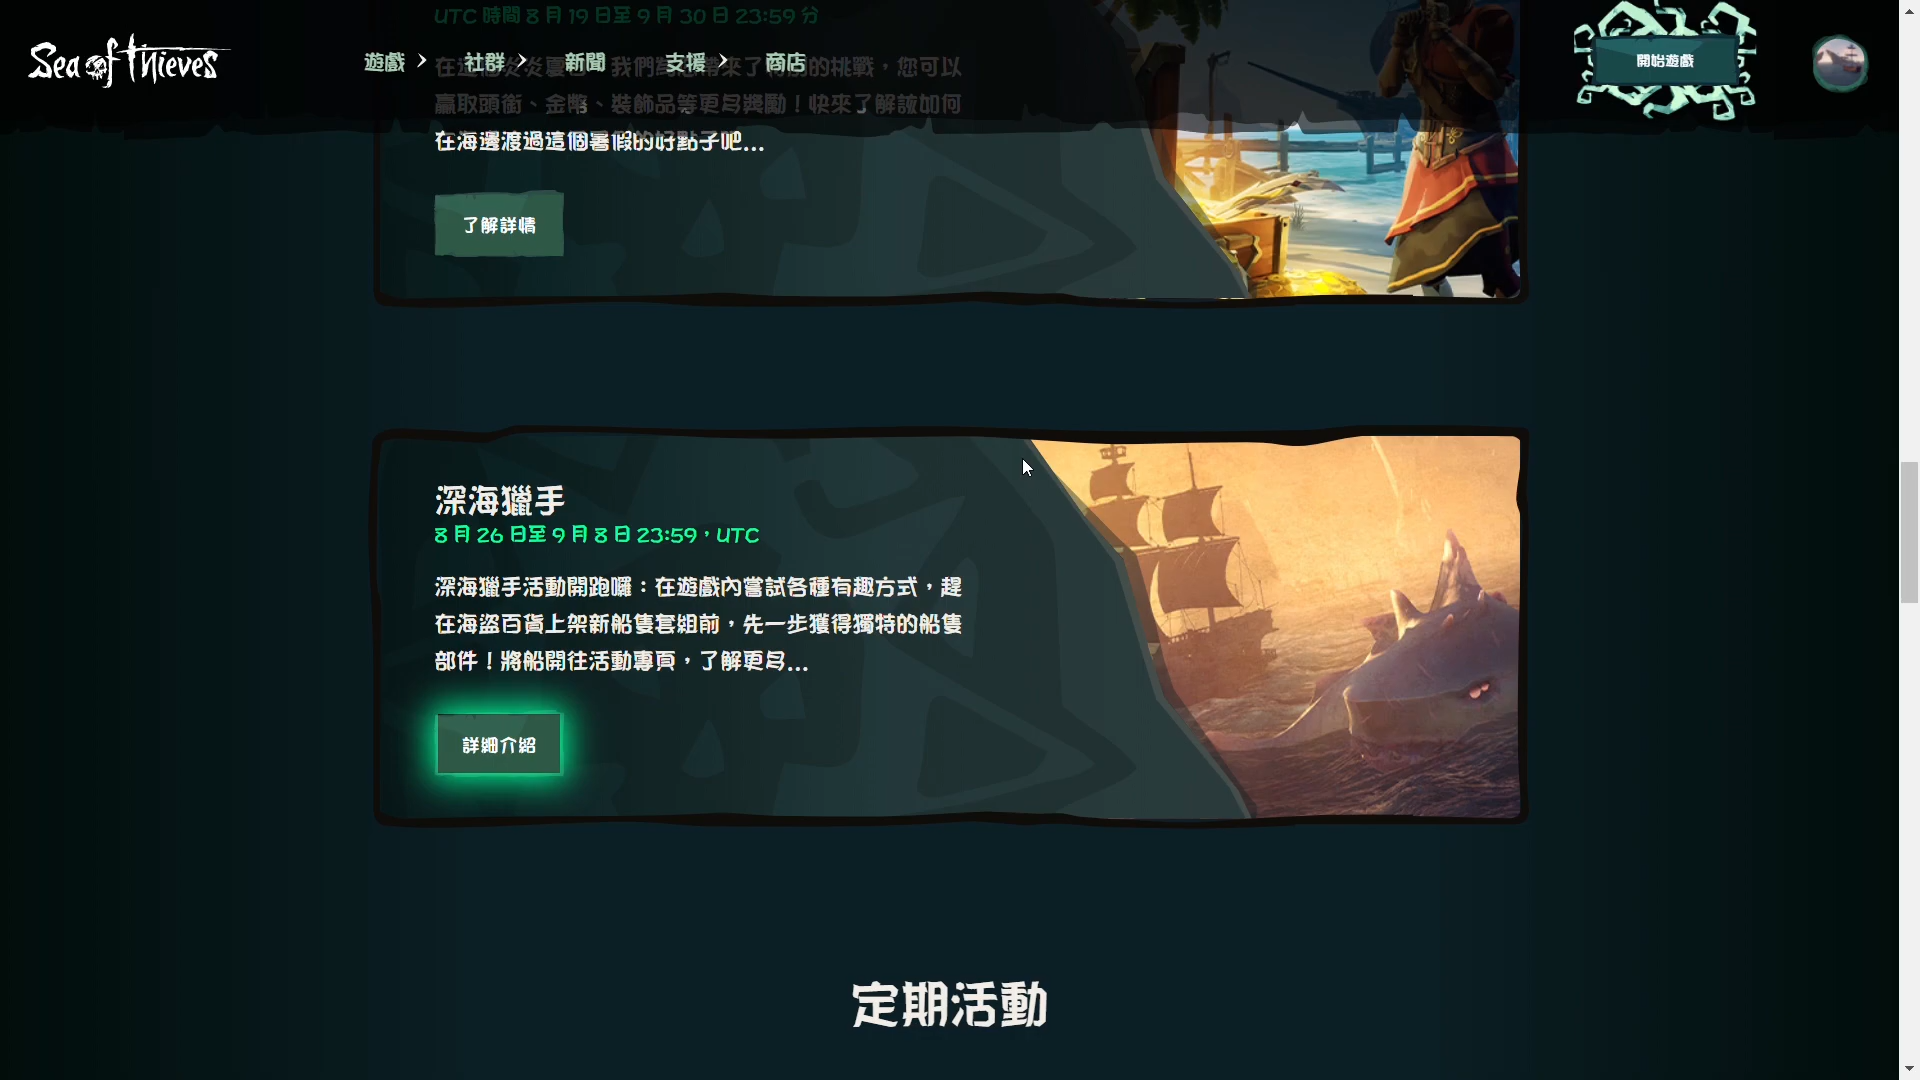 UTC 時間 8 月 19 日至 9 月 30 日 23:59 分
Sea of Thieves
遊戲
社群
新聞
支援
商店
開始遊戲
贏取頭銜、金幣、裝飾品等更多獎勵！快來了解該如何
在海邊渡過這個暑假的好點子吧...
了解詳情
深海獵手
8 月 26 日至 9 月 8 日 23:59，UTC
深海獵手活動開跑囉：在遊戲內嘗試各種有趣方式，趕
在海盜百貨上架新船隻套組前，先一步獲得獨特的船隻
部件！將船開往活動專頁，了解更多...
詳細介紹
定期活動